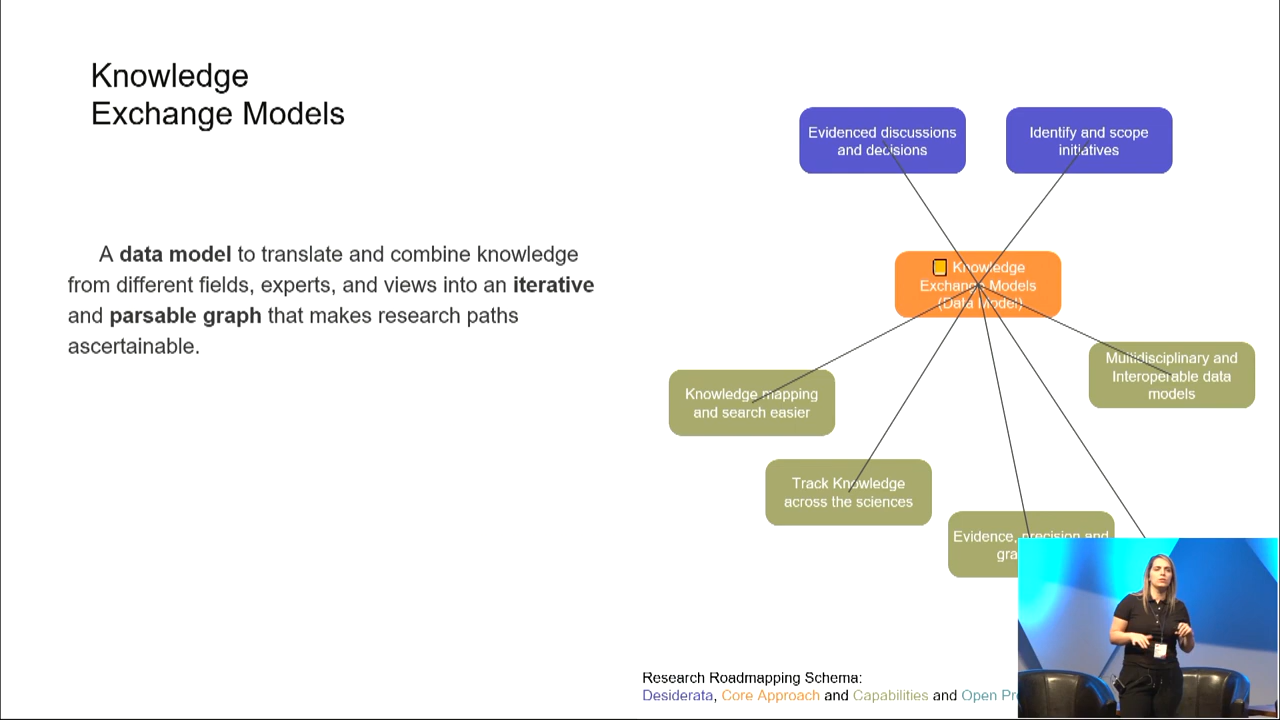 Knowledge
Exchange Models
A data model to translate and combine knowledge
from different fields, experts, and views into an iterative
and parsable graph that makes research paths
ascertainable.
Evidenced discussions
and decisions
Identify and scope
initiatives
Knowledge
Exchange Models
(Data Model)
Multidisciplinary and
Interoperable data
models
Knowledge mapping
and search easier
Track Knowledge
across the sciences
Evidence, precision and
Research Roadmapping Schema:
Desiderata, Core Approach and Capabilities and Open